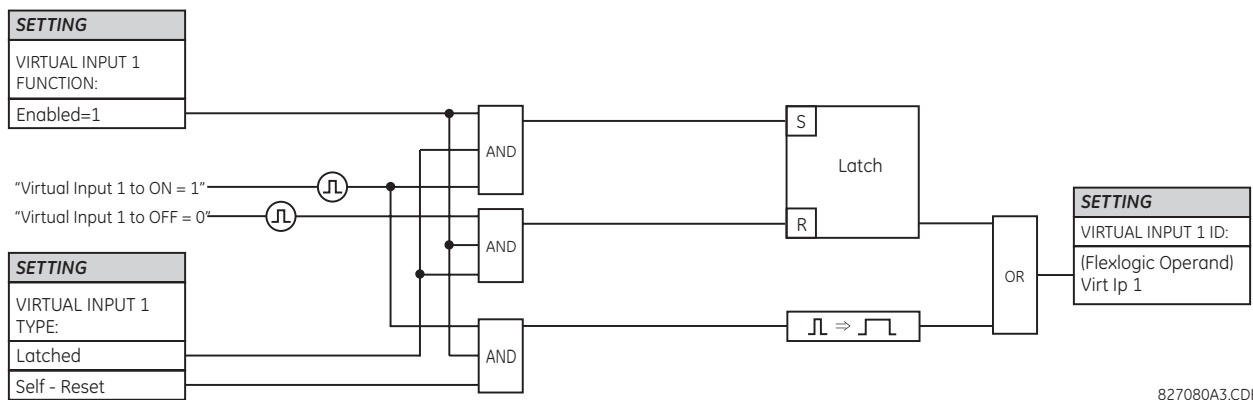 SETTING
VIRTUAL INPUT 1
FUNCTION:
Enabled=1
“Virtual Input 1 to ON = 1”
“Virtual Input 1 to OFF = 0”
SETTING
VIRTUAL INPUT 1
TYPE:
Latched
Self - Reset
AND
AND
AND
S
Latch
R
OR
SETTING
VIRTUAL INPUT 1 ID:
(Flexlogic Operand)
Virt Ip 1
827080A3.CDR